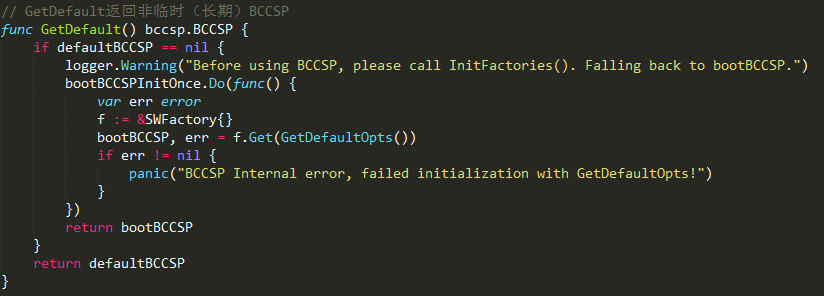 // GetDefault返回非临时（长期）BCCSP
func GetDefault() bccsp.BCCSP {
    if defaultBCCSP == nil {
        logger.Warning("Before using BCCSP, please call InitFactories(). Falling back to bootBCCSP.")
        bootBCCSPInitOnce.Do(func() {
            var err error
            f := &SWFactory{}
            bootBCCSP, err = f.Get(GetDefaultOpts())
            if err != nil {
                panic("BCCSP Internal error, failed initialization with GetDefaultOpts!")
            }
        })
        return bootBCCSP
    }
    return defaultBCCSP
}